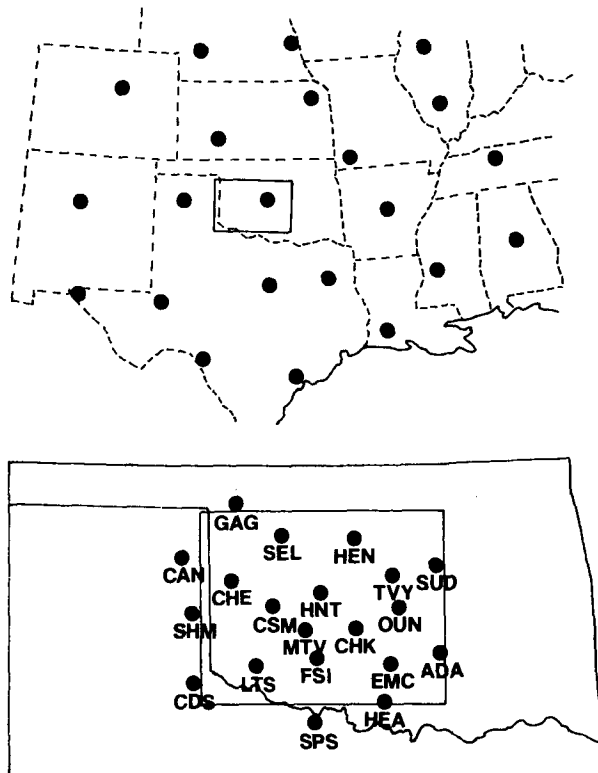 GAG
SEL
HEN
CAN
CHE
TVY
SUD
SHM
CSM
HNT
OUN
MTV
CHK
LTS
FSI
EMC
ADA
CDS
HEA
SPS